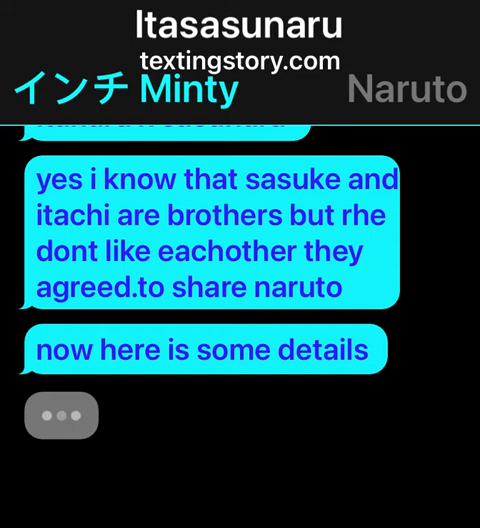 Itasasunaru
textingstory.com
インチ Minty Naruto
yes i know that sasuke and
itachi are brothers but rhe
dont like eachother they
agreed.to share naruto
now here is some details